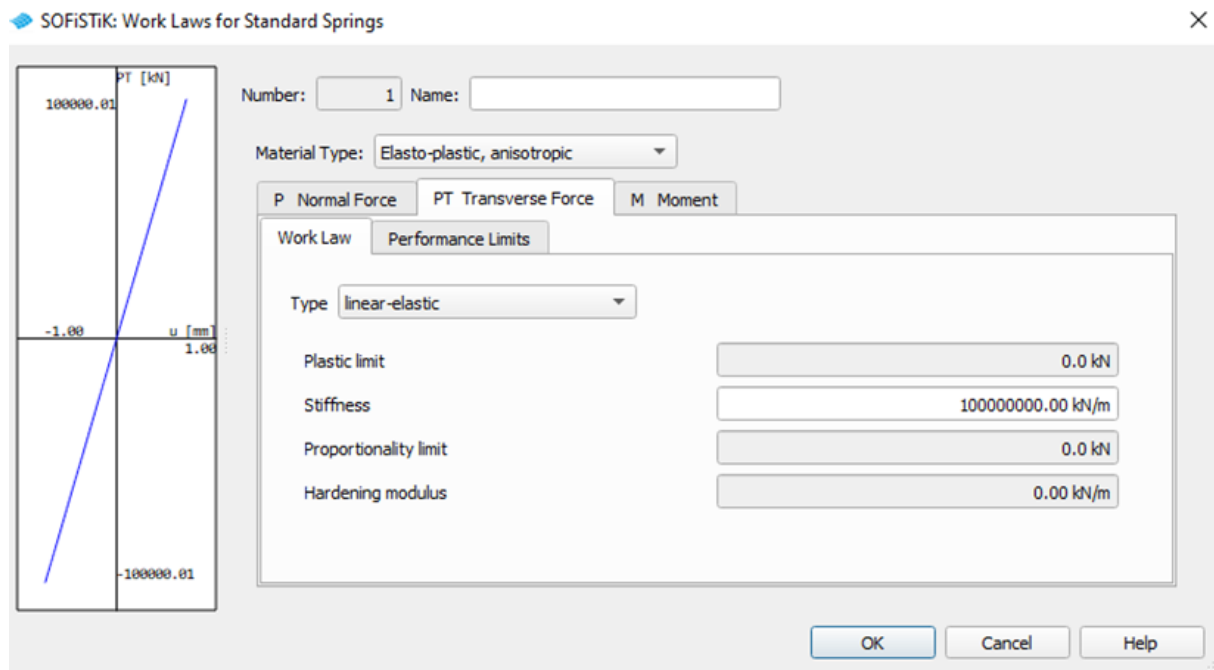 SOFiSTiK: Work Laws for Standard Springs
PT [kN]
100000.01
-1.00
u [mm]
1.00
-100000.01
Number: 1 Name:
Material Type: Elasto-plastic, anisotropic
P Normal Force PT Transverse Force M Moment
Work Law Performance Limits
Type linear-elastic
Plastic limit 0.0 kN
Stiffness 100000000.00 kN/m
Proportionality limit 0.0 kN
Hardening modulus 0.00 kN/m
OK Cancel Help